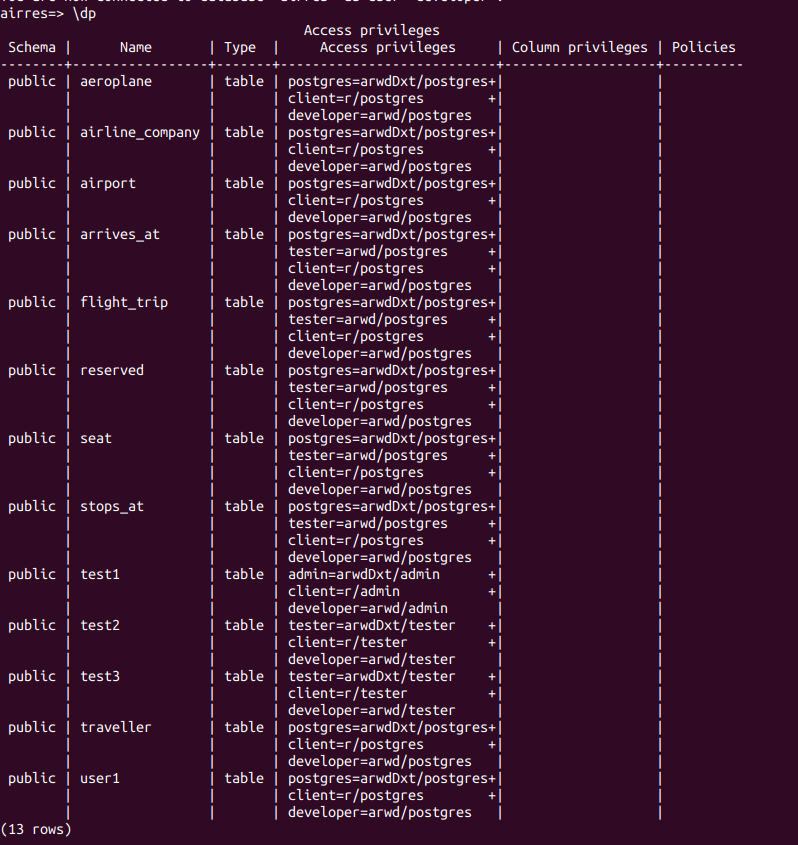 airres=> \dp
                                      Access privileges
 Schema |      Name       | Type  |     Access privileges     | Column privileges | Policies
--------+-----------------+-------+---------------------------+-------------------+----------
 public | aeroplane       | table | postgres=arwdDxt/postgres+|                   |
        |                 |       | client=r/postgres        +|                   |
        |                 |       | developer=arwd/postgres   |                   |
 public | airline_company | table | postgres=arwdDxt/postgres+|                   |
        |                 |       | client=r/postgres        +|                   |
        |                 |       | developer=arwd/postgres   |                   |
 public | airport         | table | postgres=arwdDxt/postgres+|                   |
        |                 |       | client=r/postgres        +|                   |
        |                 |       | developer=arwd/postgres   |                   |
 public | arrives_at      | table | postgres=arwdDxt/postgres+|                   |
        |                 |       | tester=arwd/postgres     +|                   |
        |                 |       | client=r/postgres        +|                   |
        |                 |       | developer=arwd/postgres   |                   |
 public | flight_trip     | table | postgres=arwdDxt/postgres+|                   |
        |                 |       | tester=arwd/postgres     +|                   |
        |                 |       | client=r/postgres        +|                   |
        |                 |       | developer=arwd/postgres   |                   |
 public | reserved        | table | postgres=arwdDxt/postgres+|                   |
        |                 |       | tester=arwd/postgres     +|                   |
        |                 |       | client=r/postgres        +|                   |
        |                 |       | developer=arwd/postgres   |                   |
 public | seat            | table | postgres=arwdDxt/postgres+|                   |
        |                 |       | tester=arwd/postgres     +|                   |
        |                 |       | client=r/postgres        +|                   |
        |                 |       | developer=arwd/postgres   |                   |
 public | stops_at        | table | postgres=arwdDxt/postgres+|                   |
        |                 |       | tester=arwd/postgres     +|                   |
        |                 |       | client=r/postgres        +|                   |
        |                 |       | developer=arwd/postgres   |                   |
 public | test1           | table | admin=arwdDxt/admin      +|                   |
        |                 |       | client=r/admin           +|                   |
        |                 |       | developer=arwd/admin      |                   |
 public | test2           | table | tester=arwdDxt/tester    +|                   |
        |                 |       | client=r/tester          +|                   |
        |                 |       | developer=arwd/tester     |                   |
 public | test3           | table | tester=arwdDxt/tester    +|                   |
        |                 |       | client=r/tester          +|                   |
        |                 |       | developer=arwd/tester     |                   |
 public | traveller       | table | postgres=arwdDxt/postgres+|                   |
        |                 |       | client=r/postgres        +|                   |
        |                 |       | developer=arwd/postgres   |                   |
 public | user1           | table | postgres=arwdDxt/postgres+|                   |
        |                 |       | client=r/postgres        +|                   |
        |                 |       | developer=arwd/postgres   |                   |
(13 rows)